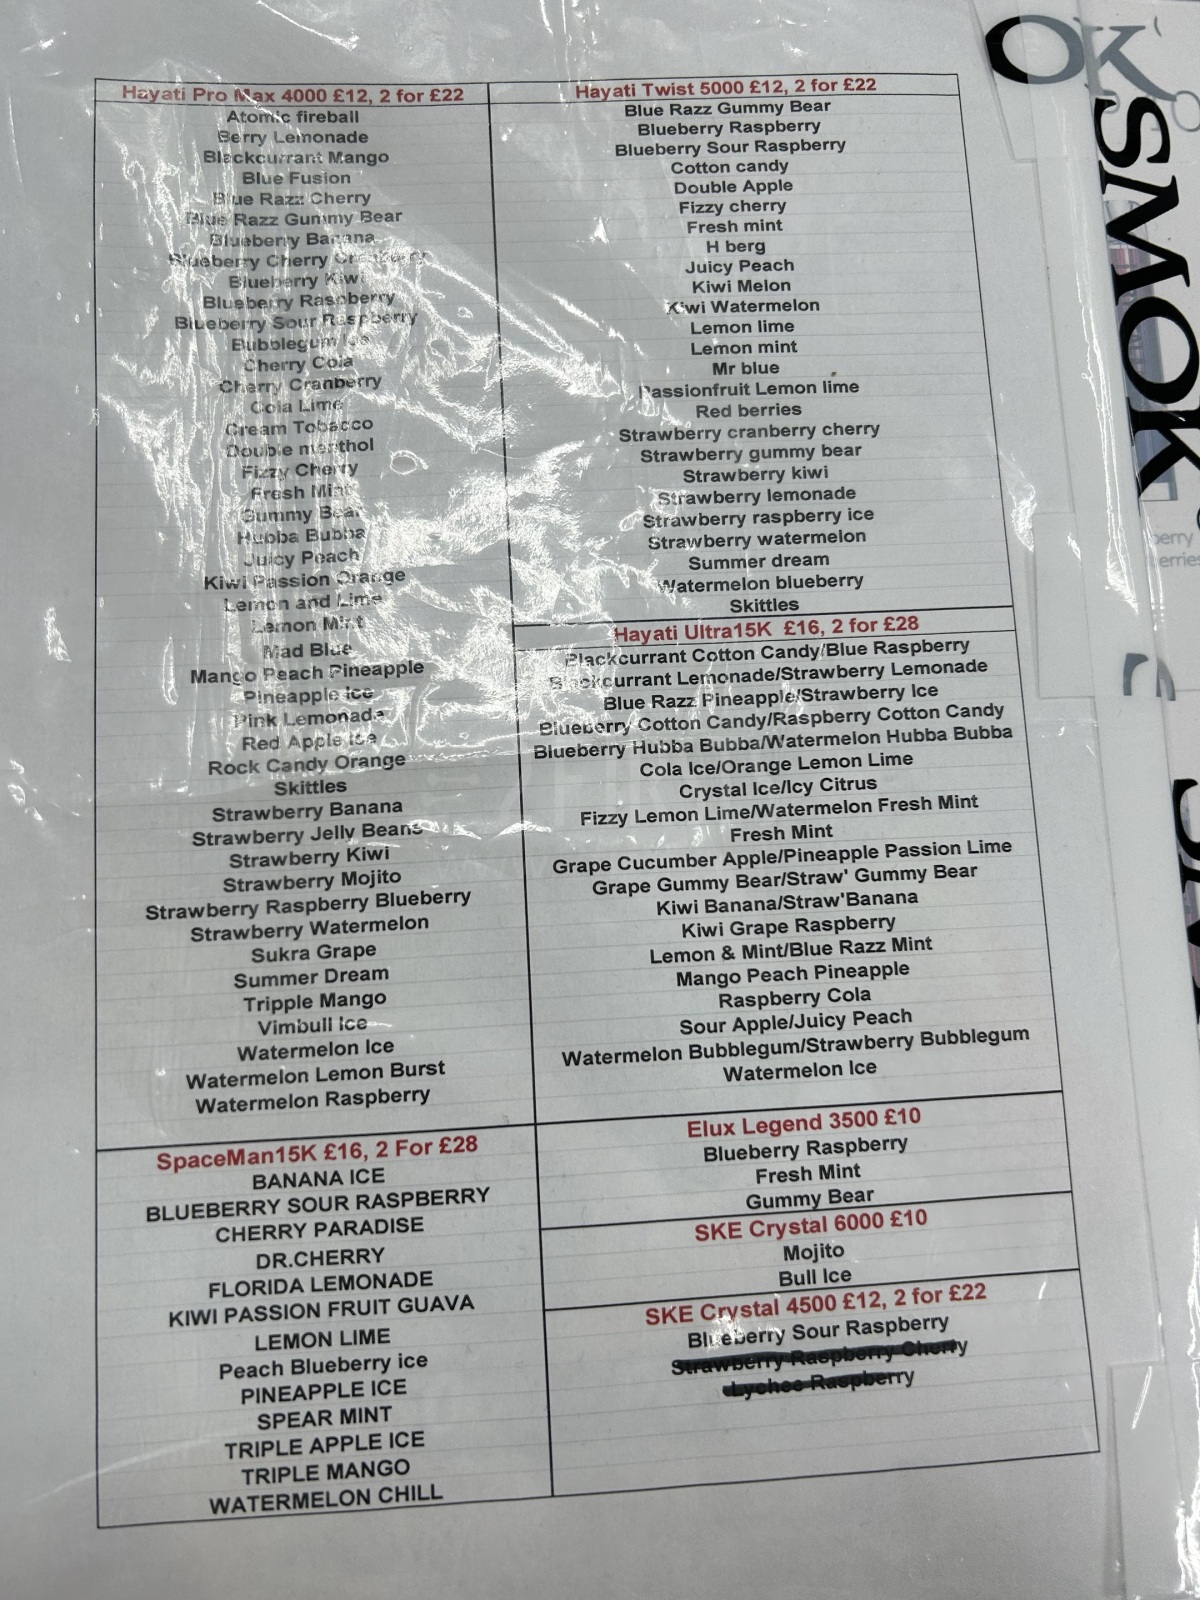 Hayati Pro Max 4000 £12, 2 for £22
Atomic fireball
Berry Lemonade
Blackcurrant Mango
Blue Fusion
Blue Razz Cherry
Blue Razz Gummy Bear
Blueberry Banana
Blueberry Cherry Cranberry
Blueberry Kiwi
Blueberry Raspberry
Blueberry Sour Raspberry
Bubblegum Ice
Cherry Cola
Cherry Cranberry
Cola Lime
Cream Tobacco
Double menthol
Fizzy Cherry
Fresh Mint
Gummy Bear
Hubba Bubba
Juicy Peach
Kiwi Passion Orange
Lemon and Lime
Lemon Mint
Mad Blue
Mango Peach Pineapple
Pineapple Ice
Pink Lemonade
Red Apple Ice
Rock Candy Orange
Skittles
Strawberry Banana
Strawberry Jelly Beans
Strawberry Kiwi
Strawberry Mojito
Strawberry Raspberry Blueberry
Strawberry Watermelon
Sukra Grape
Summer Dream
Tripple Mango
Vimbull Ice
Watermelon Ice
Watermelon Lemon Burst
Watermelon Raspberry
SpaceMan15K £16, 2 For £28
BANANA ICE
BLUEBERRY SOUR RASPBERRY
CHERRY PARADISE
DR.CHERRY
FLORIDA LEMONADE
KIWI PASSION FRUIT GUAVA
LEMON LIME
Peach Blueberry ice
PINEAPPLE ICE
SPEAR MINT
TRIPLE APPLE ICE
TRIPLE MANGO
WATERMELON CHILL
Hayati Twist 5000 £12, 2 for £22
Blue Razz Gummy Bear
Blueberry Raspberry
Blueberry Sour Raspberry
Cotton candy
Double Apple
Fizzy cherry
Fresh mint
H berg
Juicy Peach
Kiwi Melon
Kiwi Watermelon
Lemon lime
Lemon mint
Mr blue
Passionfruit Lemon lime
Red berries
Strawberry cranberry cherry
Strawberry gummy bear
Strawberry kiwi
Strawberry lemonade
Strawberry raspberry ice
Strawberry watermelon
Summer dream
Watermelon blueberry
Skittles
Hayati Ultra15K £16, 2 for £28
Blackcurrant Cotton Candy/Blue Raspberry
Blackcurrant Lemonade/Strawberry Lemonade
Blue Razz Pineapple/Strawberry Ice
Blueberry Cotton Candy/Raspberry Cotton Candy
Blueberry Hubba Bubba/Watermelon Hubba Bubba
Cola Ice/Orange Lemon Lime
Crystal Ice/Icy Citrus
Fizzy Lemon Lime/Watermelon Fresh Mint
Fresh Mint
Grape Cucumber Apple/Pineapple Passion Lime
Grape Gummy Bear/Straw' Gummy Bear
Kiwi Banana/Straw'Banana
Kiwi Grape Raspberry
Lemon & Mint/Blue Razz Mint
Mango Peach Pineapple
Raspberry Cola
Sour Apple/Juicy Peach
Watermelon Bubblegum/Strawberry Bubblegum
Watermelon Ice
Elux Legend 3500 £10
Blueberry Raspberry
Fresh Mint
Gummy Bear
SKE Crystal 6000 £10
Mojito
Bull Ice
SKE Crystal 4500 £12, 2 for £22
Blueberry Sour Raspberry
Strawberry Raspberry Cherry
Lychee Raspberry
OK
SMOK